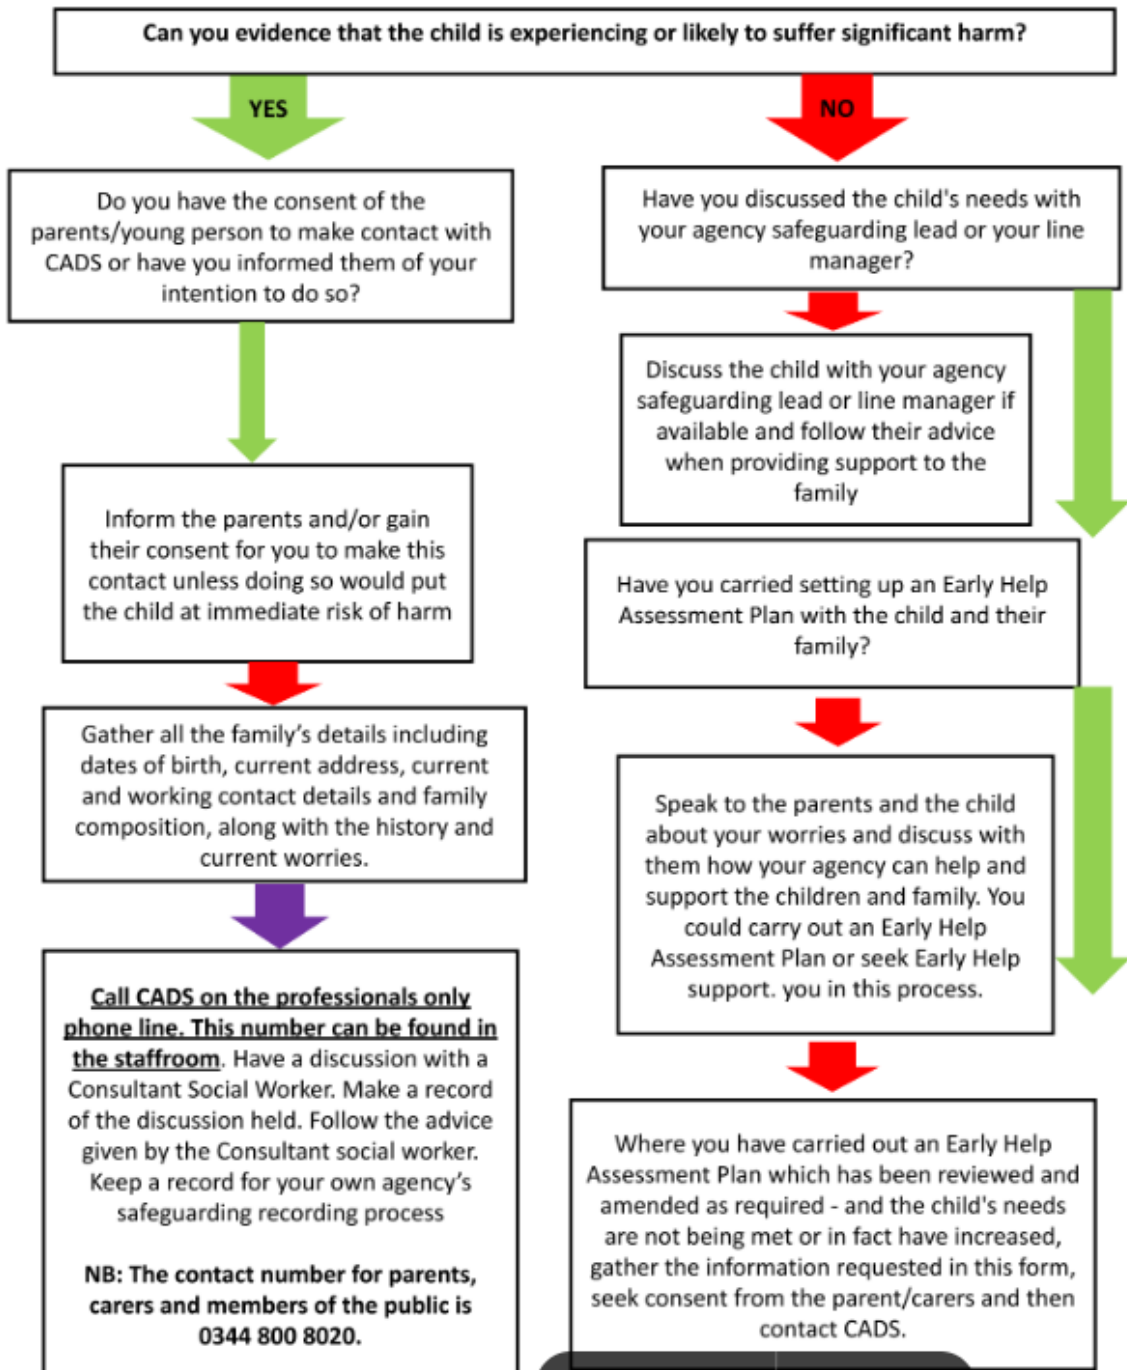 Can you evidence that the child is experiencing or likely to suffer significant harm?
YES
NO
Do you have the consent of the
parents/young person to make contact with
CADS or have you informed them of your
intention to do so?
Inform the parents and/or gain
their consent for you to make this
contact unless doing so would put
the child at immediate risk of harm
Gather all the family's details including
dates of birth, current address, current
and working contact details and family
composition, along with the history and
current worries.
Call CADS on the professionals only
phone line. This number can be found in
the staffroom. Have a discussion with a
Consultant Social Worker. Make a record
of the discussion held. Follow the advice
given by the Consultant social worker.
Keep a record for your own agency's
safeguarding recording process
NB: The contact number for parents,
carers and members of the public is
0344 800 8020.
Have you discussed the child's needs with
your agency safeguarding lead or your line
manager?
Discuss the child with your agency
safeguarding lead or line manager if
available and follow their advice
when providing support to the
family
Have you carried setting up an Early Help
Assessment Plan with the child and their
family?
Speak to the parents and the child
about your worries and discuss with
them how your agency can help and
support the children and family. You
could carry out an Early Help
Assessment Plan or seek Early Help
support. you in this process.
Where you have carried out an Early Help
Assessment Plan which has been reviewed and
amended as required - and the child's needs
are not being met or in fact have increased,
gather the information requested in this form,
seek consent from the parent/carers and then
contact CADS.